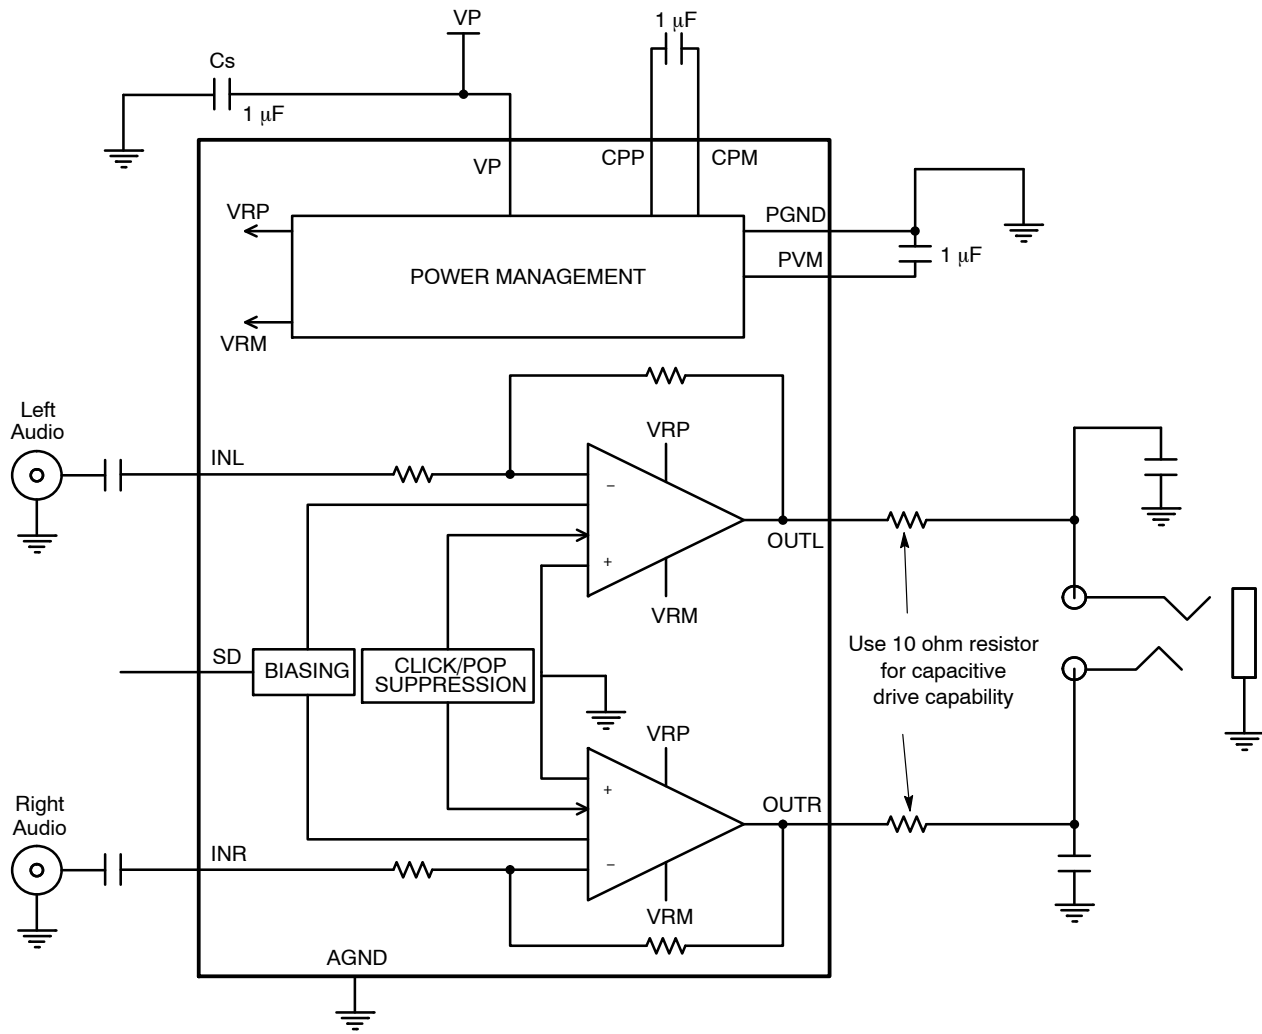 VP
1 μF
Cs
1 μF
VP
CPP
CPM
VRP
PGND
POWER MANAGEMENT
PVM
1 μF
VRM
Left
Audio
INL
VRP
−
+
OUTL
VRM
SD
BIASING
CLICK/POP
SUPPRESSION
Use 10 ohm resistor
for capacitive
drive capability
VRP
+
−
OUTR
Right
Audio
INR
VRM
AGND